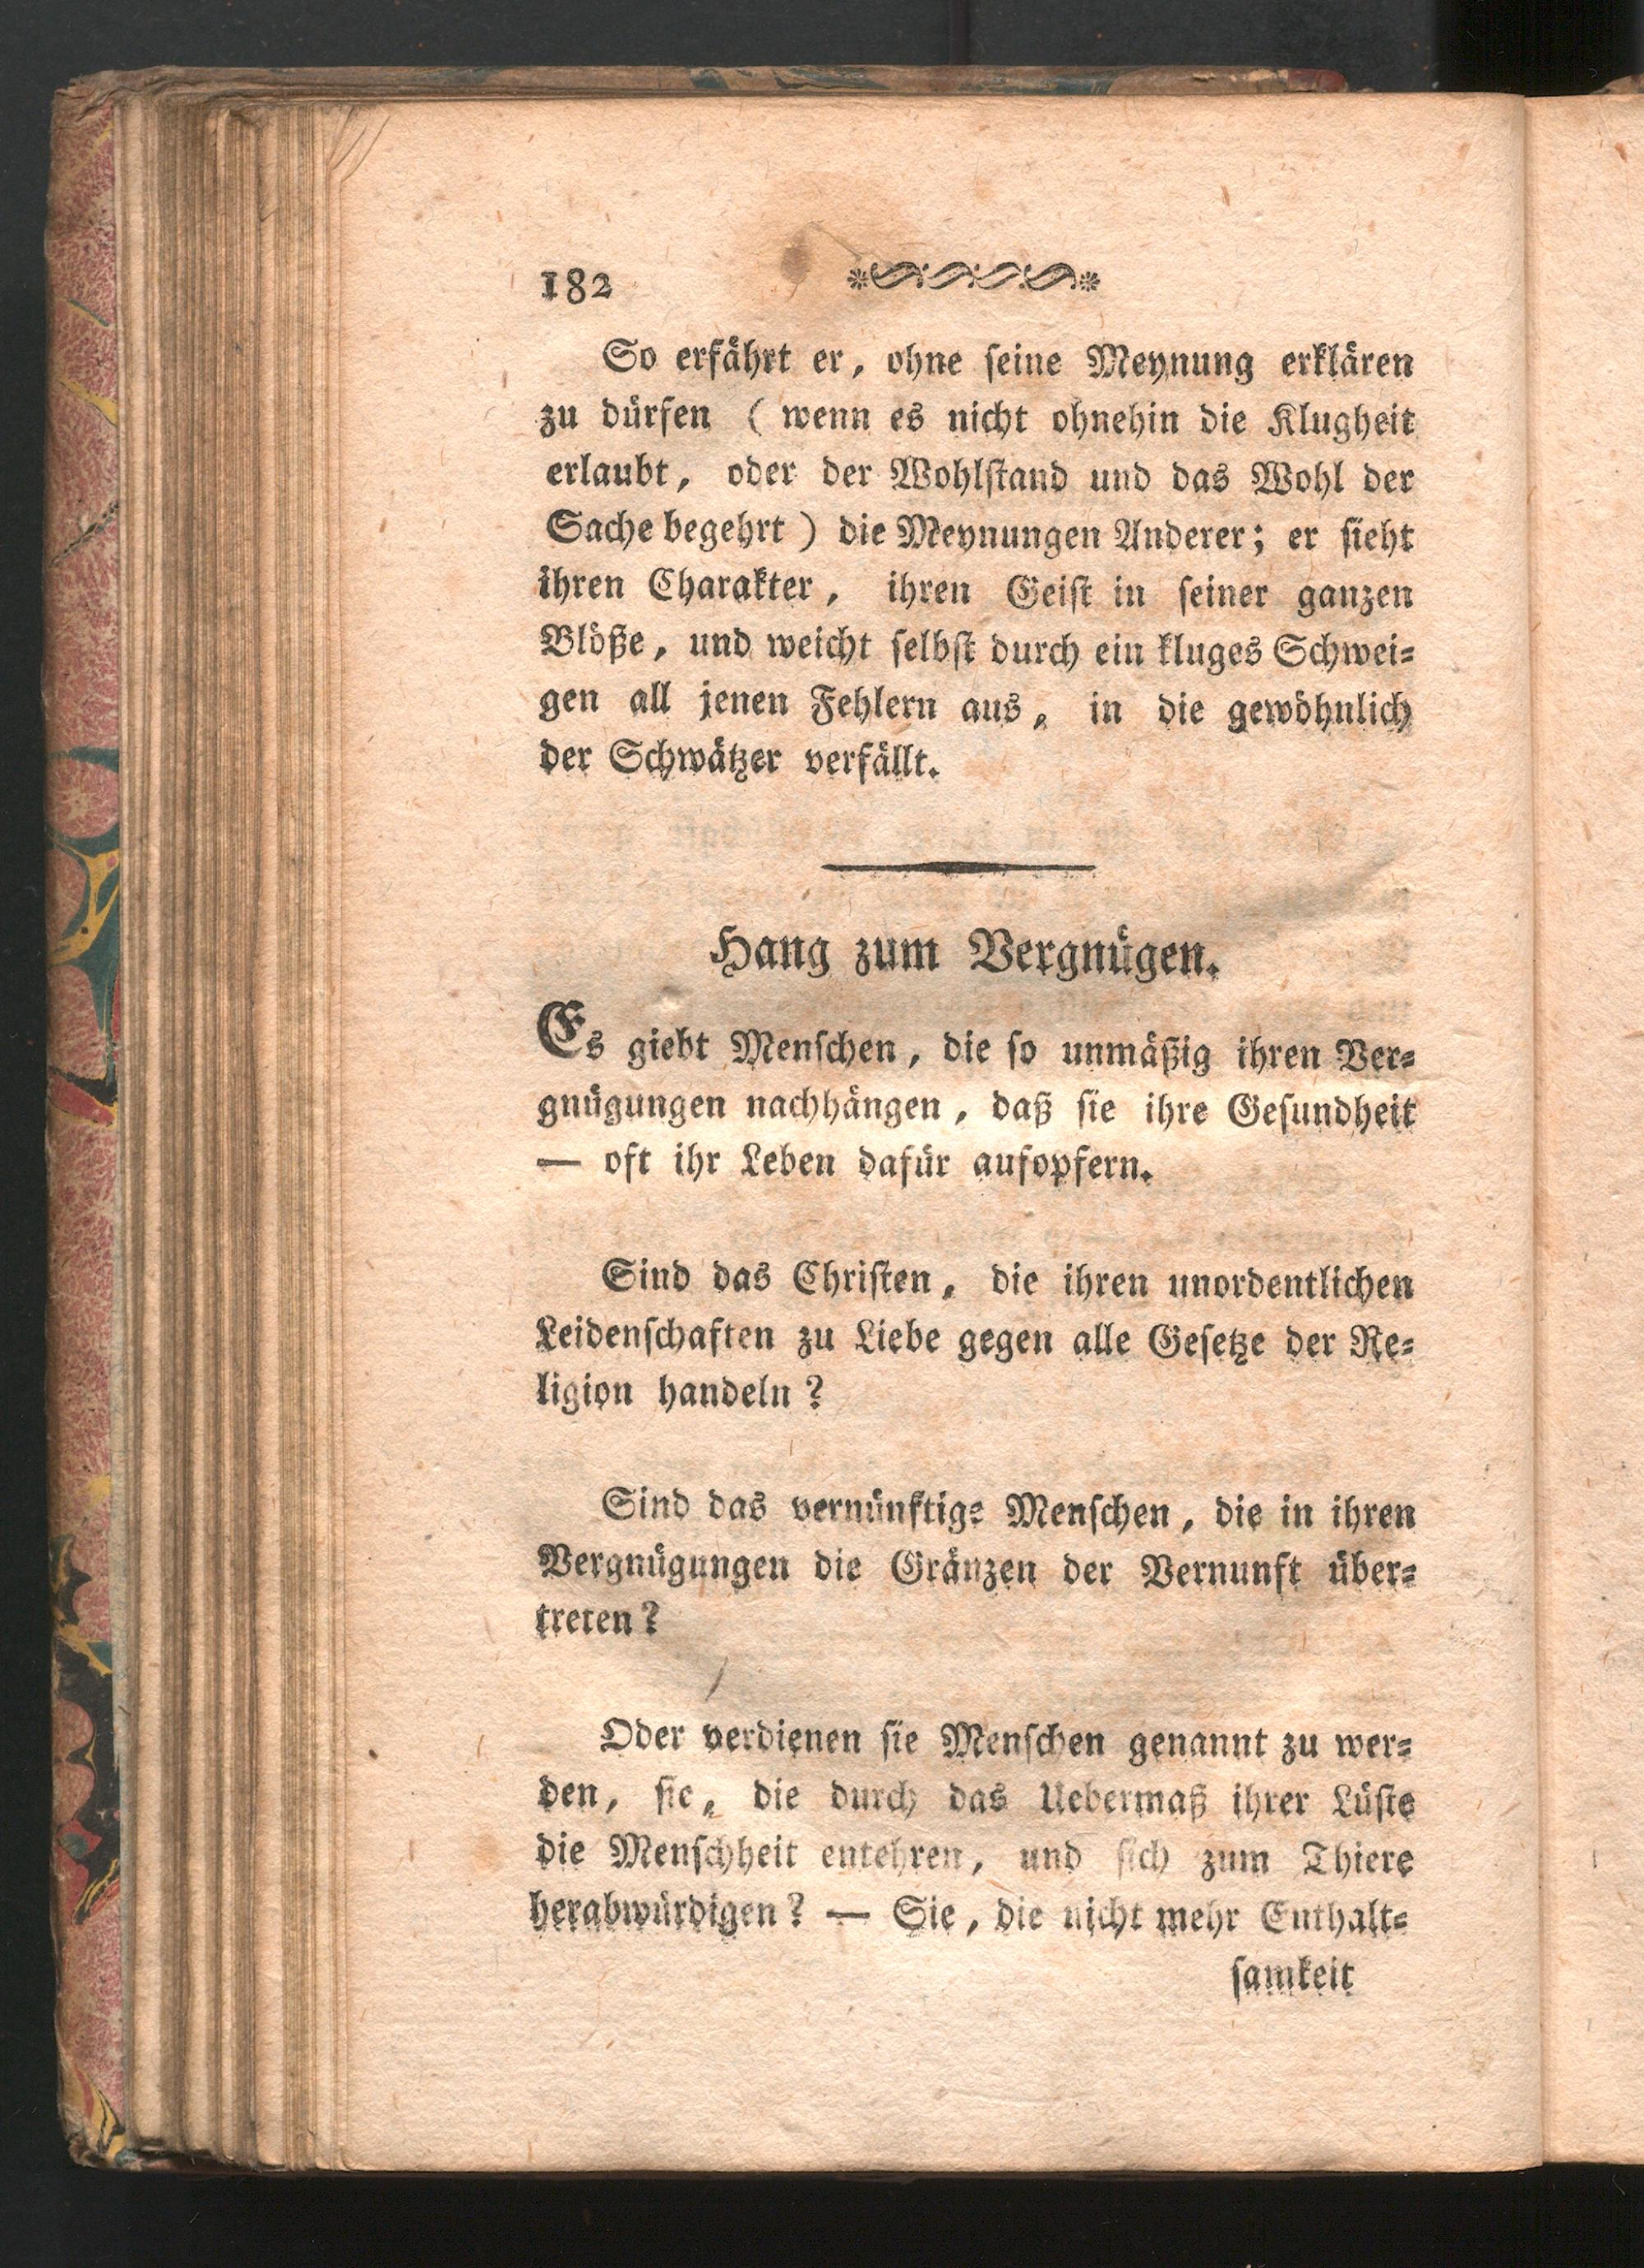 182
So erfährt er, ohne seine Meynung erklären
zu dürfen (wenn es nicht ohnehin die Klugheit
erlaubt, oder der Wohlstand und das Wohl der
Sache begehrt) die Meynungen Anderer; er sieht
ihren Charakter, ihren Geist in seiner ganzen
Blöße, und weicht selbst durch ein kluges Schwei-
gen all jenen Fehlern aus, in die gewöhnlich
der Schwätzer verfällt.
Hang zum Vergnügen.
Es giebt Menschen, die so unmäßig ihren Ver-
gnügungen nachhängen, daß sie ihre Gesundheit
— oft ihr Leben dafür aufopfern.
Sind das Christen, die ihren unordentlichen
Leidenschaften zu Liebe gegen alle Gesetze der Re-
ligion handeln?
Sind das vernünftige Menschen, die in ihren
Vergnügungen die Gränzen der Vernunft über-
treten?
Oder verdienen sie Menschen genannt zu wer-
den, sie, die durch das Uebermaß ihrer Lüste
die Menschheit entehren, und sich zum Thiere
herabwürdigen? — Sie, die nicht mehr Enthalt-
samkeit